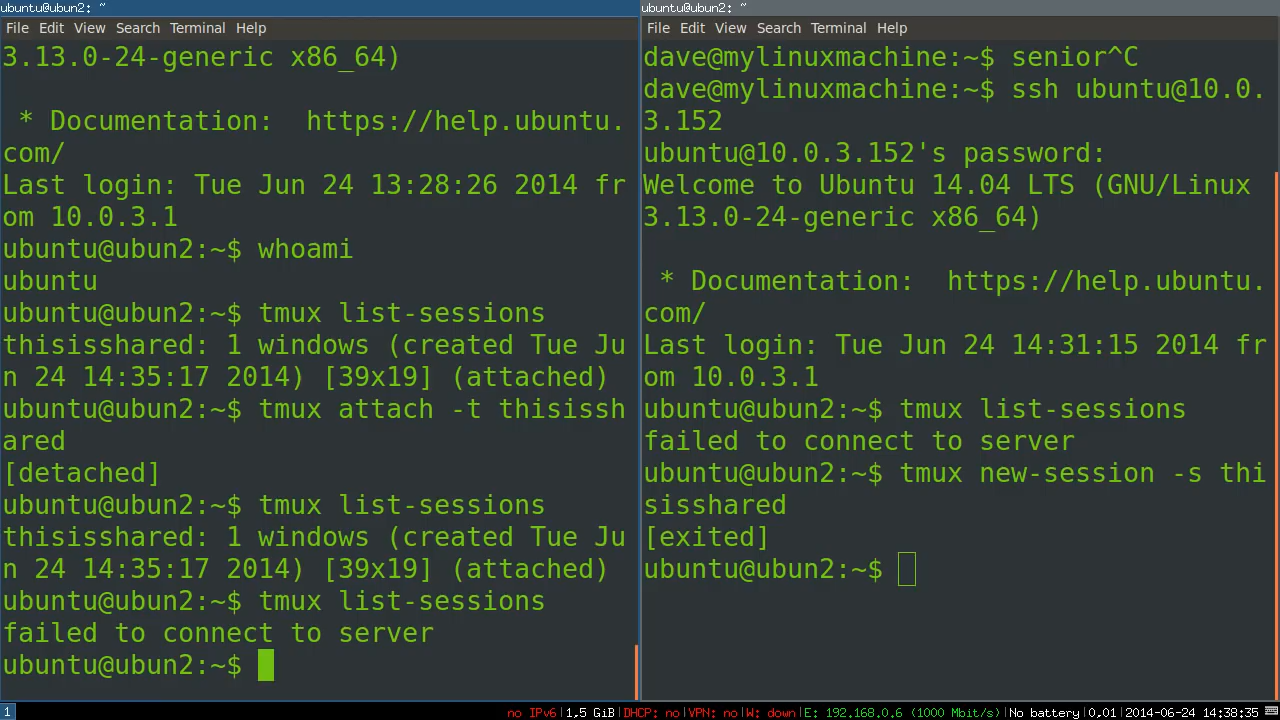 ubuntu@ubun2: ~
File Edit View Search Terminal Help
3.13.0-24-generic x86_64)
* Documentation:  https://help.ubuntu.
com/
Last login: Tue Jun 24 13:28:26 2014 fr
om 10.0.3.1
ubuntu@ubun2:~$ whoami
ubuntu
ubuntu@ubun2:~$ tmux list-sessions
thisisshared: 1 windows (created Tue Ju
n 24 14:35:17 2014) [39x19] (attached)
ubuntu@ubun2:~$ tmux attach -t thisissh
ared
[detached]
ubuntu@ubun2:~$ tmux list-sessions
thisisshared: 1 windows (created Tue Ju
n 24 14:35:17 2014) [39x19] (attached)
ubuntu@ubun2:~$ tmux list-sessions
failed to connect to server
ubuntu@ubun2:~$
ubuntu@ubun2: ~
File Edit View Search Terminal Help
dave@mylinuxmachine:~$ senior^C
dave@mylinuxmachine:~$ ssh ubuntu@10.0.
3.152
ubuntu@10.0.3.152's password:
Welcome to Ubuntu 14.04 LTS (GNU/Linux
3.13.0-24-generic x86_64)
* Documentation:  https://help.ubuntu.
com/
Last login: Tue Jun 24 14:31:15 2014 fr
om 10.0.3.1
ubuntu@ubun2:~$ tmux list-sessions
failed to connect to server
ubuntu@ubun2:~$ tmux new-session -s thi
sisshared
[exited]
ubuntu@ubun2:~$
1 no IPv6|1,5 GiB|DHCP: no|VPN: no|W: down|E: 192.168.0.6 (1000 Mbit/s)|No battery|0.01|2014-06-24 14:38:35